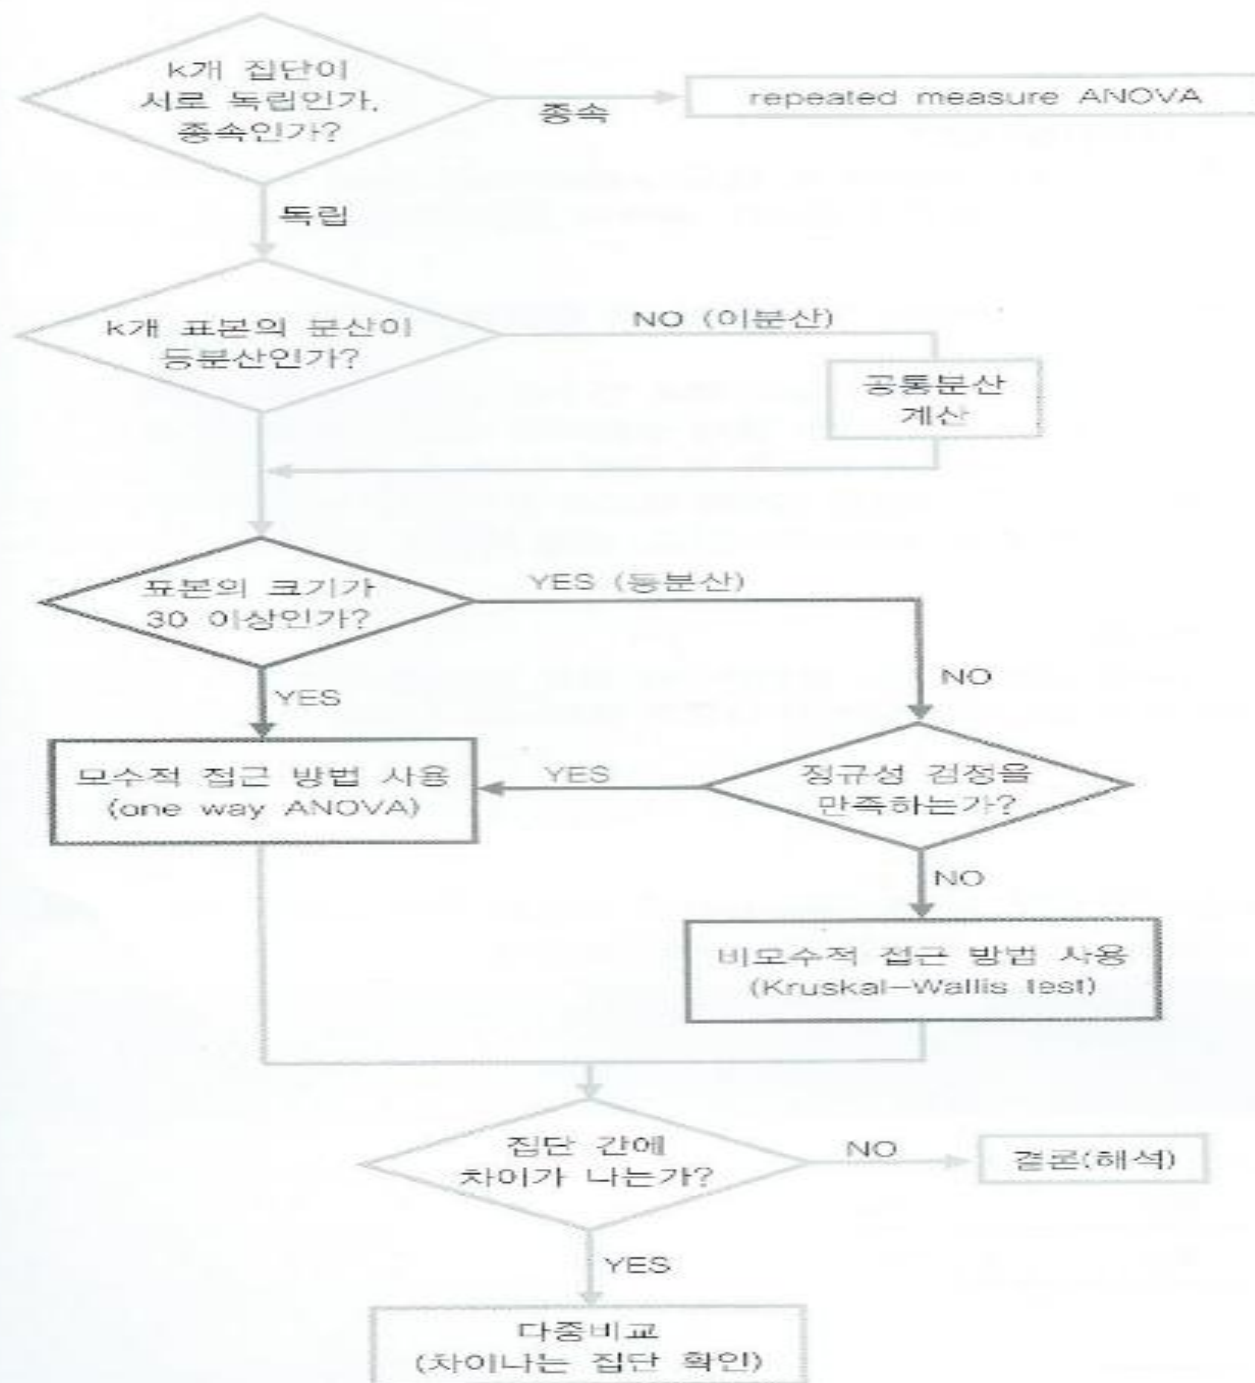 k개 집단이
서로 독립인가,
종속인가?
종속
repeated measure ANOVA
독립
k개 표본의 분산이
등분산인가?
NO (이분산)
공통분산
계산
표본의 크기가
30 이상인가?
YES (등분산)
NO
YES
모수적 접근 방법 사용
(one way ANOVA)
YES
정규성 검정을
만족하는가?
NO
비모수적 접근 방법 사용
(Kruskal-Wallis test)
집단 간에
차이가 나는가?
NO
결론(해석)
YES
다중비교
(차이나는 집단 확인)